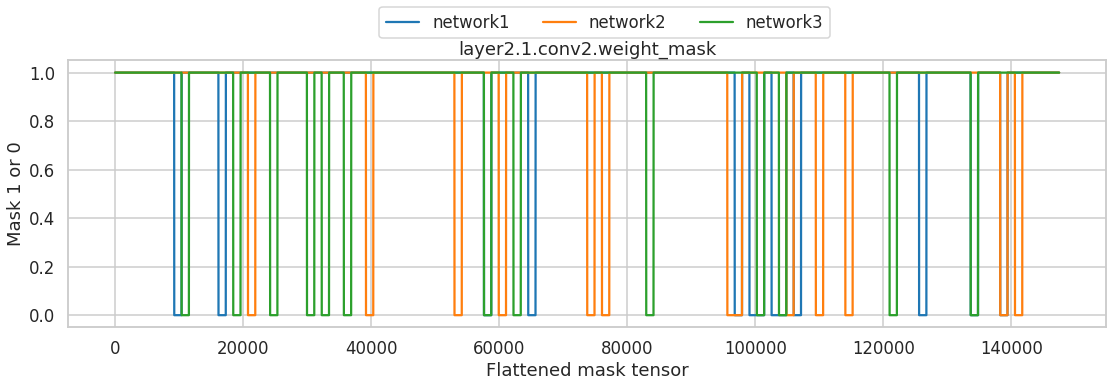 network1 network2 network3
layer2.1.conv2.weight_mask
Mask 1 or 0
1.0
0.8
0.6
0.4
0.2
0.0
0 20000 40000 60000 80000 100000 120000 140000
Flattened mask tensor